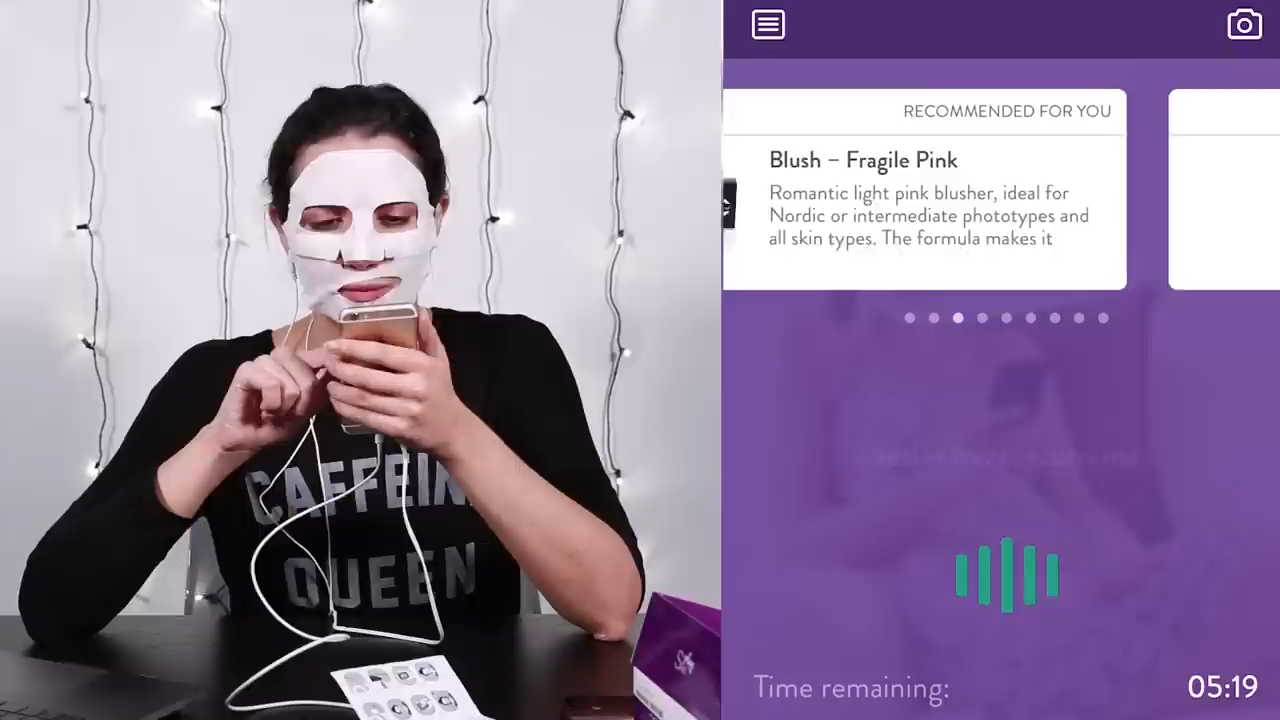 RECOMMENDED FOR YOU
Blush – Fragile Pink
Romantic light pink blusher, ideal for
Nordic or intermediate phototypes and
all skin types. The formula makes it
CAFFEIN
QUEEN
Time remaining:
05:19